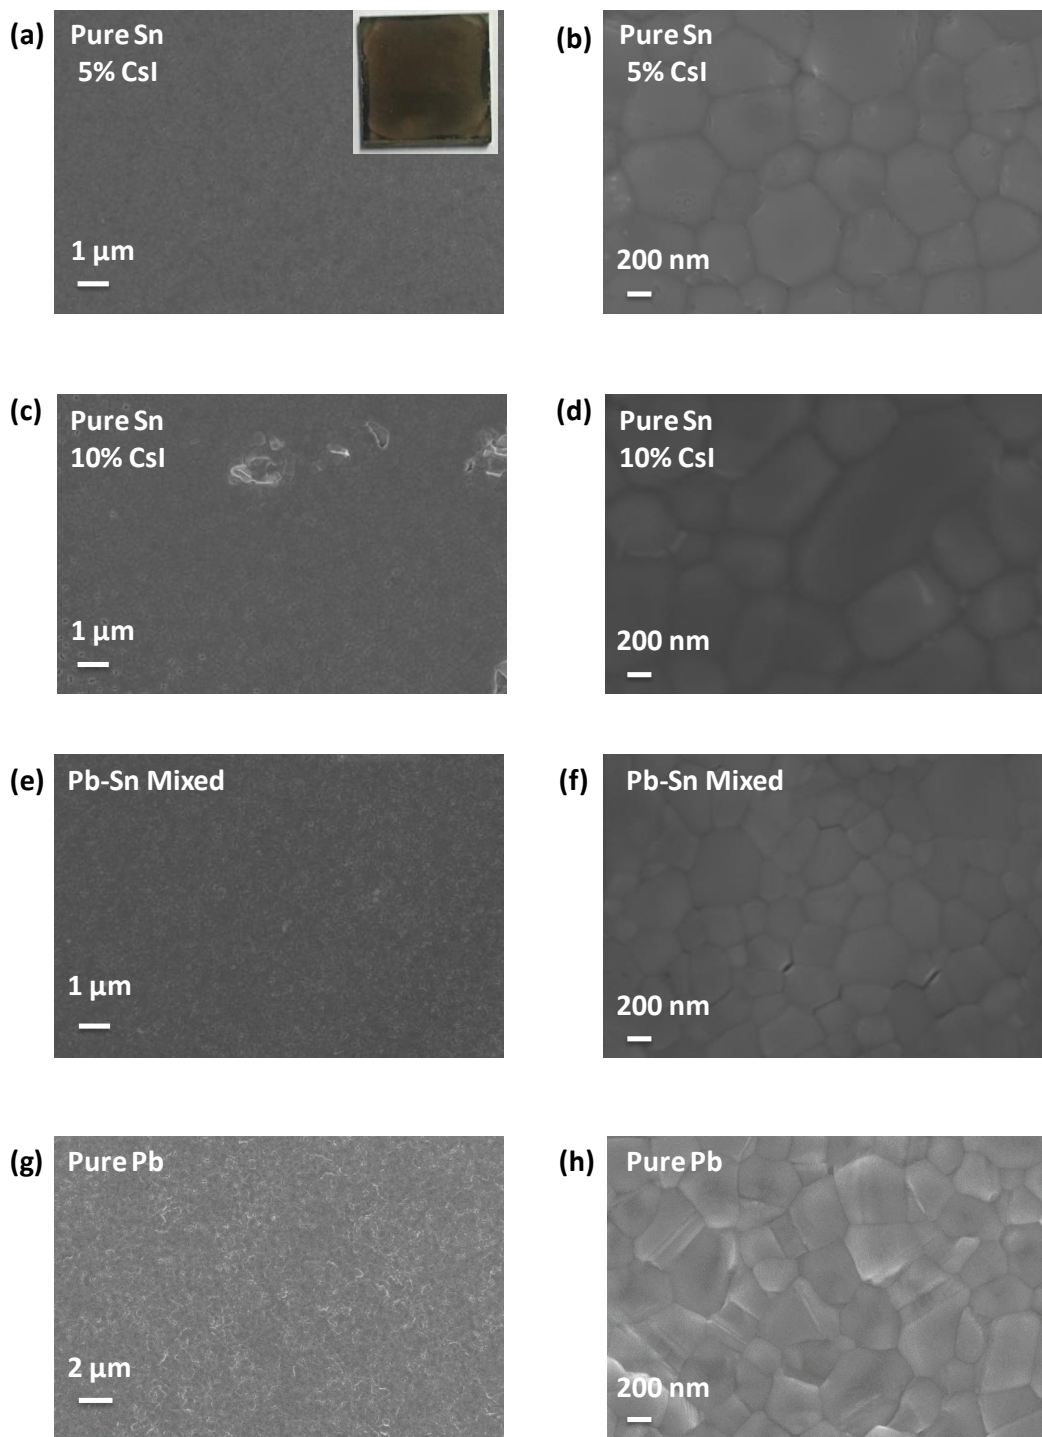 (a)
Pure Sn
5% CsI
1 μm
(b)
Pure Sn
5% CsI
200 nm
(c)
Pure Sn
10% CsI
1 μm
(d)
Pure Sn
10% CsI
200 nm
(e)
Pb-Sn Mixed
1 μm
(f)
Pb-Sn Mixed
200 nm
(g)
Pure Pb
2 μm
(h)
Pure Pb
200 nm